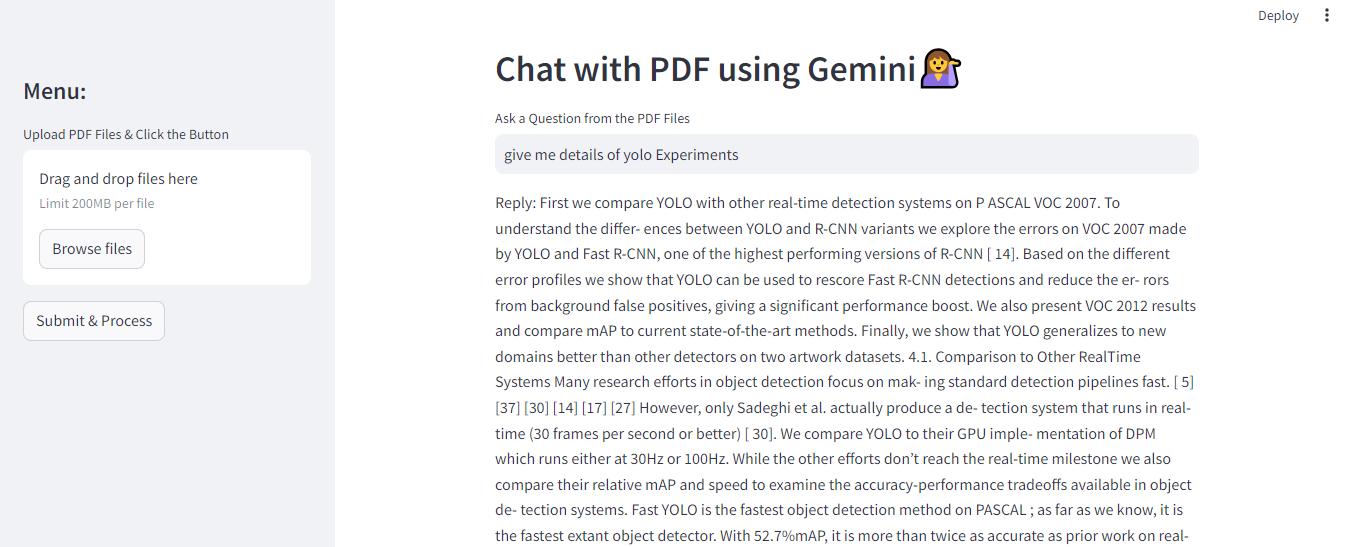 Deploy
Menu:
Upload PDF Files & Click the Button
Drag and drop files here
Limit 200MB per file
Browse files
Submit & Process
Chat with PDF using Gemini
Ask a Question from the PDF Files
give me details of yolo Experiments
Reply: First we compare YOLO with other real-time detection systems on P ASCAL VOC 2007. To
understand the differ- ences between YOLO and R-CNN variants we explore the errors on VOC 2007 made
by YOLO and Fast R-CNN, one of the highest performing versions of R-CNN [ 14]. Based on the different
error profiles we show that YOLO can be used to rescore Fast R-CNN detections and reduce the er- rors
from background false positives, giving a significant performance boost. We also present VOC 2012 results
and compare mAP to current state-of-the-art methods. Finally, we show that YOLO generalizes to new
domains better than other detectors on two artwork datasets. 4.1. Comparison to Other RealTime
Systems Many research efforts in object detection focus on mak- ing standard detection pipelines fast. [ 5]
[37] [30] [14] [17] [27] However, only Sadeghi et al. actually produce a de- tection system that runs in real-
time (30 frames per second or better) [ 30]. We compare YOLO to their GPU imple- mentation of DPM
which runs either at 30Hz or 100Hz. While the other efforts don’t reach the real-time milestone we also
compare their relative mAP and speed to examine the accuracy-performance tradeoffs available in object
de- tection systems. Fast YOLO is the fastest object detection method on PASCAL ; as far as we know, it is
the fastest extant object detector. With 52.7%mAP, it is more than twice as accurate as prior work on real-